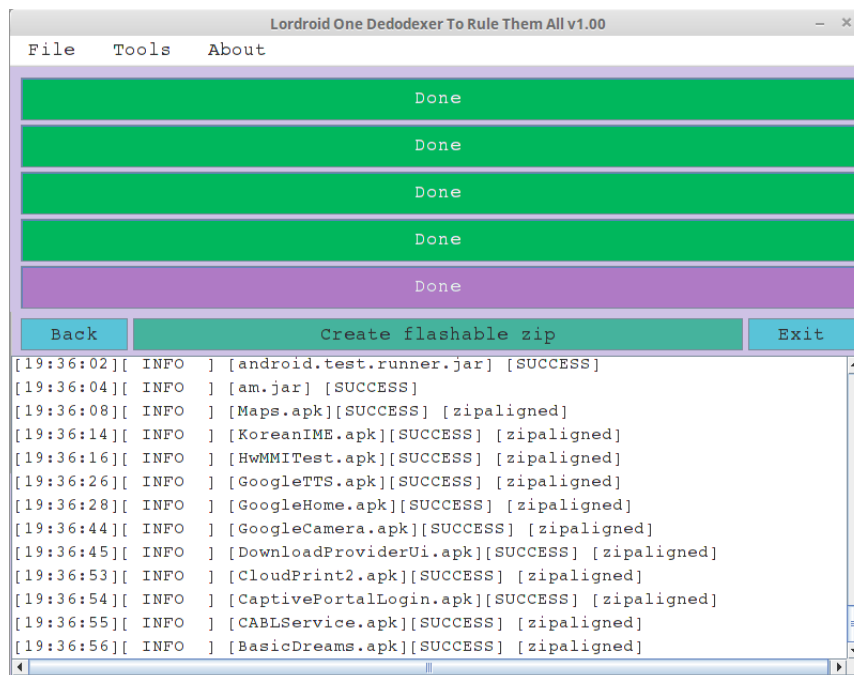 Lordroid One Dedodexer To Rule Them All v1.00
File Tools About
Done
Done
Done
Done
Done
Back Create flashable zip Exit
[19:36:02][ INFO ] [android.test.runner.jar] [SUCCESS]
[19:36:04][ INFO ] [am.jar] [SUCCESS]
[19:36:08][ INFO ] [Maps.apk][SUCCESS] [zipaligned]
[19:36:14][ INFO ] [KoreanIME.apk][SUCCESS] [zipaligned]
[19:36:16][ INFO ] [HwMMITest.apk][SUCCESS] [zipaligned]
[19:36:26][ INFO ] [GoogleTTS.apk][SUCCESS] [zipaligned]
[19:36:28][ INFO ] [GoogleHome.apk][SUCCESS] [zipaligned]
[19:36:44][ INFO ] [GoogleCamera.apk][SUCCESS] [zipaligned]
[19:36:45][ INFO ] [DownloadProviderUi.apk][SUCCESS] [zipaligned]
[19:36:53][ INFO ] [CloudPrint2.apk][SUCCESS] [zipaligned]
[19:36:54][ INFO ] [CaptivePortalLogin.apk][SUCCESS] [zipaligned]
[19:36:55][ INFO ] [CABLService.apk][SUCCESS] [zipaligned]
[19:36:56][ INFO ] [BasicDreams.apk][SUCCESS] [zipaligned]